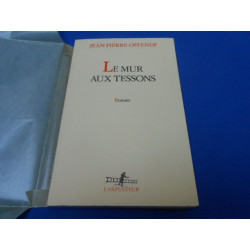 JEAN-PIERRE OSTENDE
LE MUR
AUX TESSONS
Roman
L'ARPENTEUR